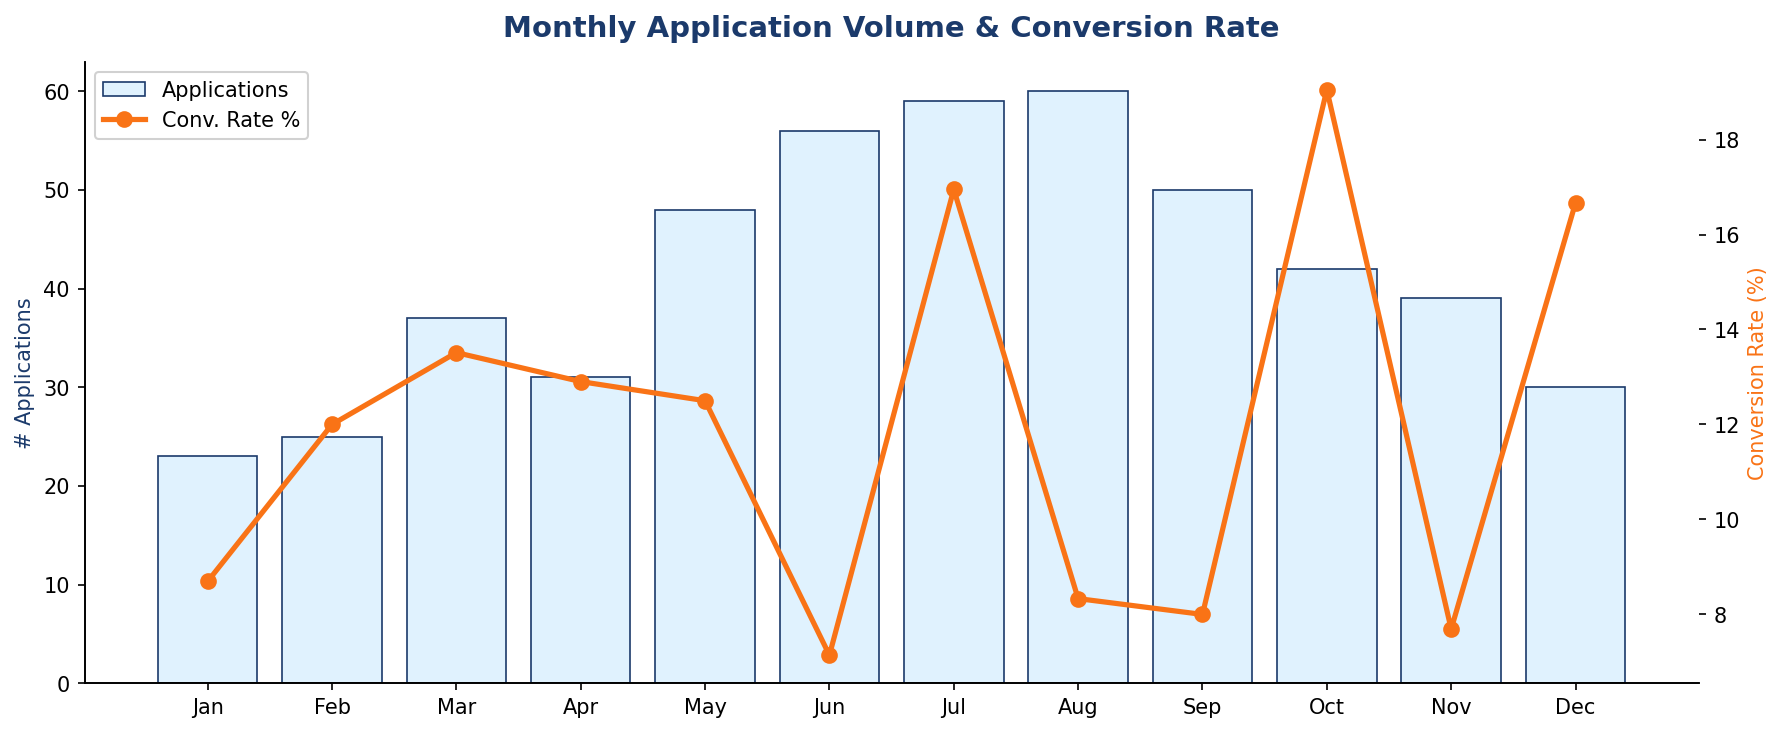 Monthly Application Volume & Conversion Rate
Applications
Conv. Rate %
# Applications
60
50
40
30
20
10
0
18
16
14
12
10
8
Conversion Rate (%)
Jan Feb Mar Apr May Jun Jul Aug Sep Oct Nov Dec